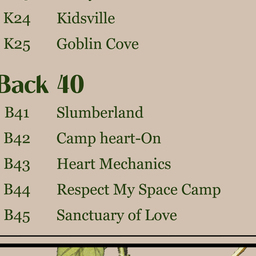 K24 Kidsville
K25 Goblin Cove
Back 40
B41 Slumberland
B42 Camp heart-On
B43 Heart Mechanics
B44 Respect My Space Camp
B45 Sanctuary of Love